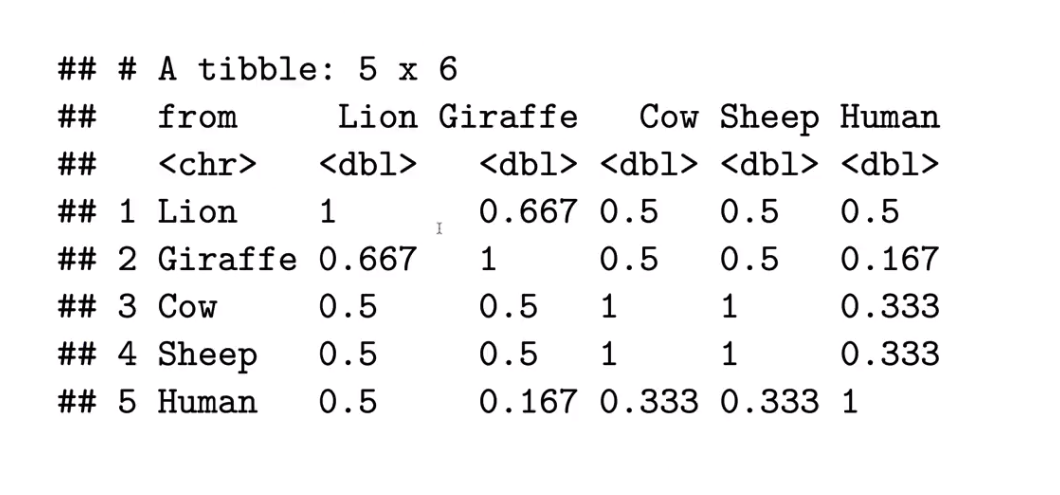 ## # A tibble: 5 x 6
##   from     Lion Giraffe   Cow Sheep Human
##   <chr>   <dbl>   <dbl> <dbl> <dbl> <dbl>
## 1 Lion    1       0.667 0.5   0.5   0.5
## 2 Giraffe 0.667   1     0.5   0.5   0.167
## 3 Cow     0.5     0.5   1     1     0.333
## 4 Sheep   0.5     0.5   1     1     0.333
## 5 Human   0.5     0.167 0.333 0.333 1